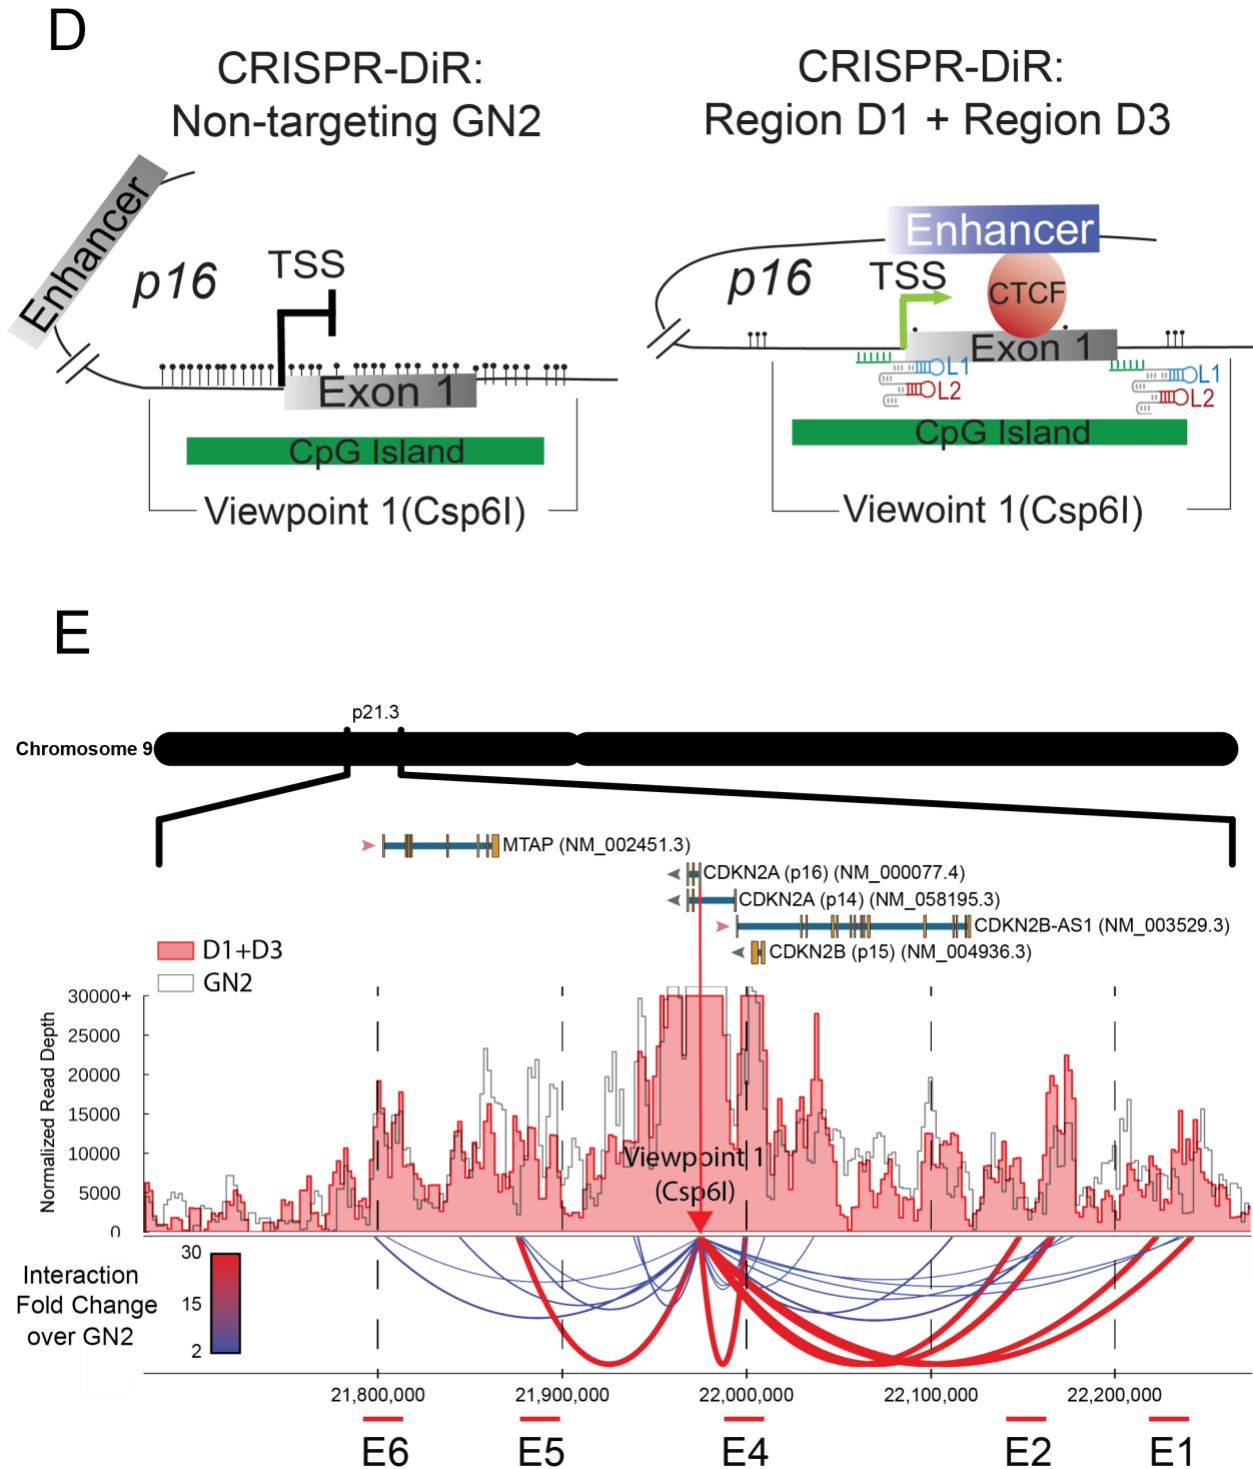 D
CRISPR-DiR:
Non-targeting GN2
Enhancer
p16
TSS
Exon 1
CpG Island
Viewpoint 1(Csp6I)
CRISPR-DiR:
Region D1 + Region D3
Enhancer
p16
TSS
CTCF
Exon 1
L1
L2
L1
L2
CpG Island
Viewoint 1(Csp6I)
E
p21.3
Chromosome 9
MTAP (NM_002451.3)
CDKN2A (p16) (NM_000077.4)
CDKN2A (p14) (NM_058195.3)
CDKN2B-AS1 (NM_003529.3)
CDKN2B (p15) (NM_004936.3)
D1+D3
GN2
Normalized Read Depth
30000+
25000
20000
15000
10000
5000
0
Viewpoint 1
(Csp6I)
Interaction
Fold Change
over GN2
30
15
2
21,800,000 21,900,000 22,000,000 22,100,000 22,200,000
E6 E5 E4 E2 E1